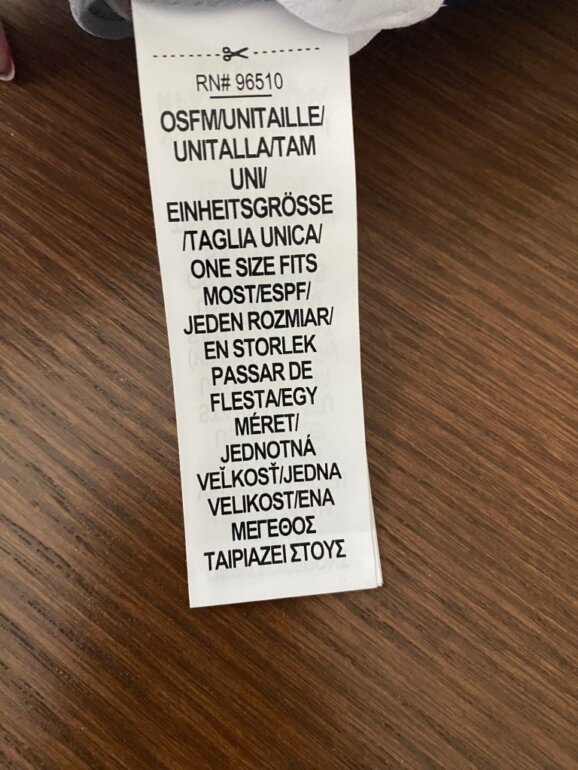 RN# 96510
OSFM/UNITAILLE/
UNITALLA/TAM
UNI/
EINHEITSGRÖSSE
/TAGLIA UNICA/
ONE SIZE FITS
MOST/ESPF/
JEDEN ROZMIAR/
EN STORLEK
PASSAR DE
FLESTA/EGY
MÉRET/
JEDNOTNÁ
VEĽKOSŤ/JEDNA
VELIKOST/ENA
ΜΕΓΕΘΟΣ
ΤΑΙΡΙΑΖΕΙ ΣΤΟΥΣ